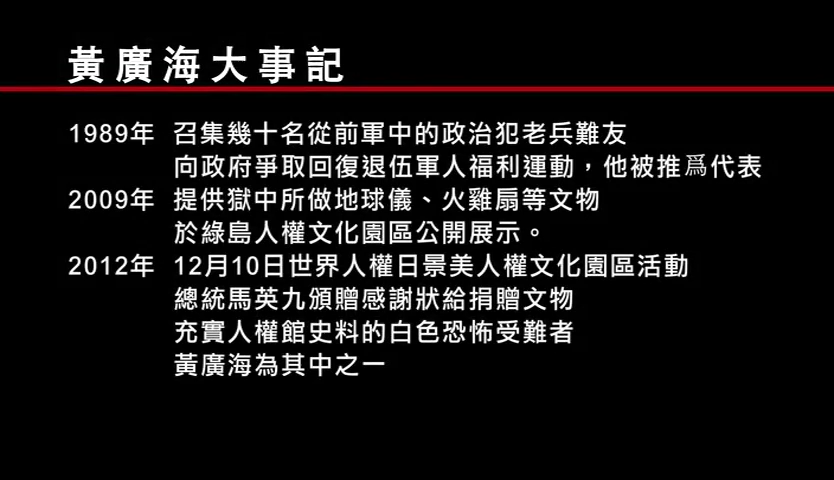 黃廣海大事記
1989年 召集幾十名從前軍中的政治犯老兵難友
向政府爭取回復退伍軍人福利運動，他被推爲代表
2009年 提供獄中所做地球儀、火雞扇等文物
於綠島人權文化園區公開展示。
2012年 12月10日世界人權日景美人權文化園區活動
總統馬英九頒贈感謝狀給捐贈文物
充實人權館史料的白色恐怖受難者
黃廣海為其中之一